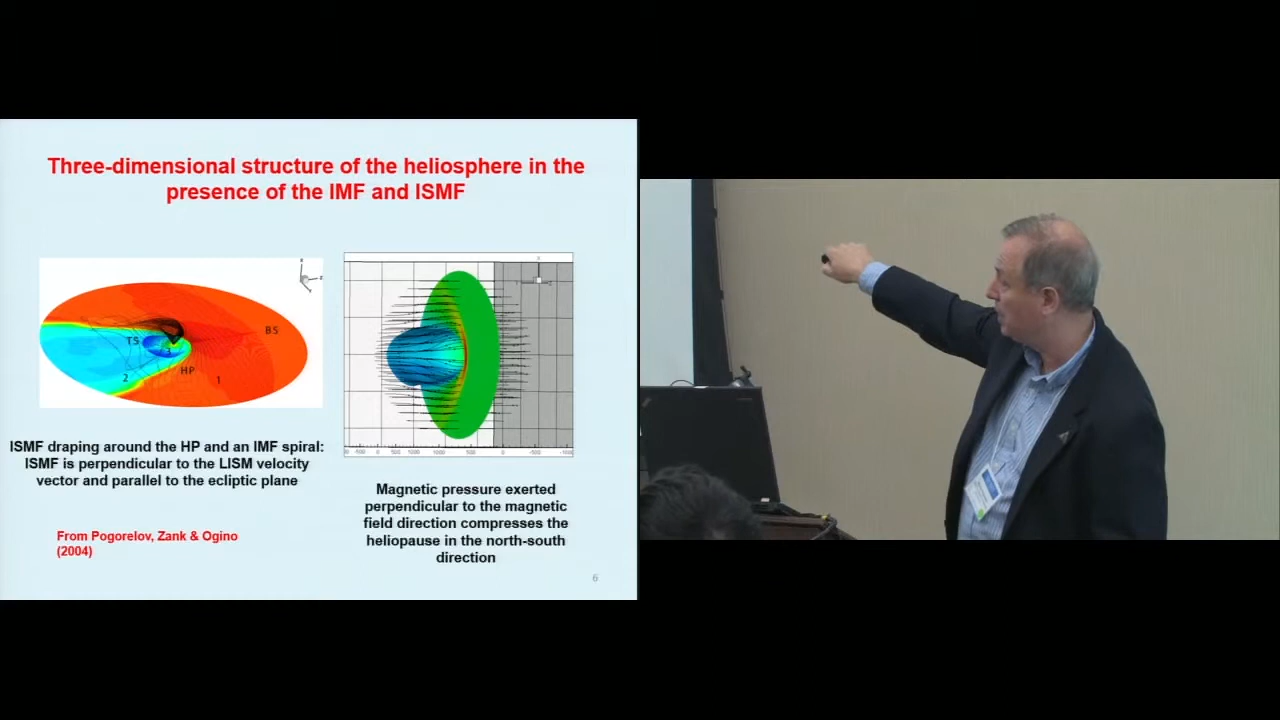 Three-dimensional structure of the heliosphere in the
presence of the IMF and ISMF
BS
TS
HP
2
1
ISMF draping around the HP and an IMF spiral:
ISMF is perpendicular to the LISM velocity
vector and parallel to the ecliptic plane
From Pogorelov, Zank & Ogino
(2004)
Magnetic pressure exerted
perpendicular to the magnetic
field direction compresses the
heliopause in the north-south
direction
6